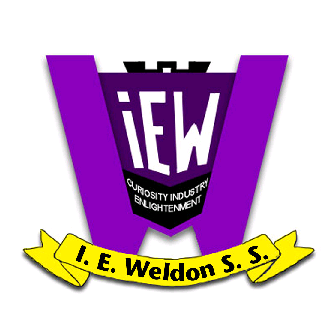 iEW
CURIOSITY INDUSTRY
ENLIGHTENMENT
I. E. Weldon S. S.